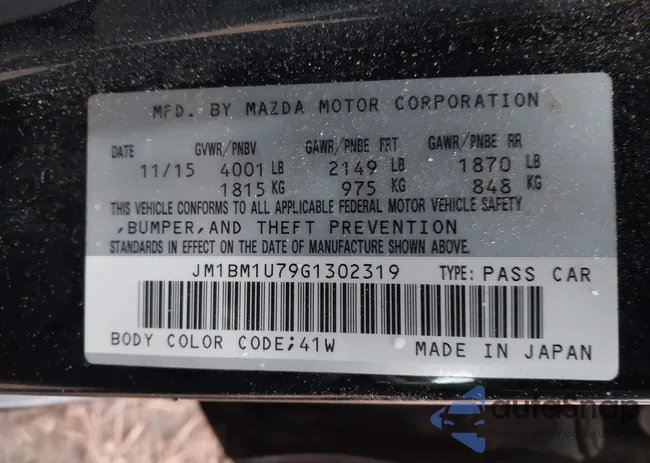 MFD. BY MAZDA MOTOR CORPORATION
DATE GVWR/PNBV GAWR/PNBE FRT GAWR/PNBE RR
11/15 4001 LB 2149 LB 1870 LB
1815 KG 975 KG 848 KG
THIS VEHICLE CONFORMS TO ALL APPLICABLE FEDERAL MOTOR VEHICLE SAFETY
,BUMPER,AND THEFT PREVENTION
STANDARDS IN EFFECT ON THE DATE OF MANUFACTURE SHOWN ABOVE.
JM1BM1U79G1302319 TYPE: PASS CAR
BODY COLOR CODE;41W MADE IN JAPAN
autoSnap